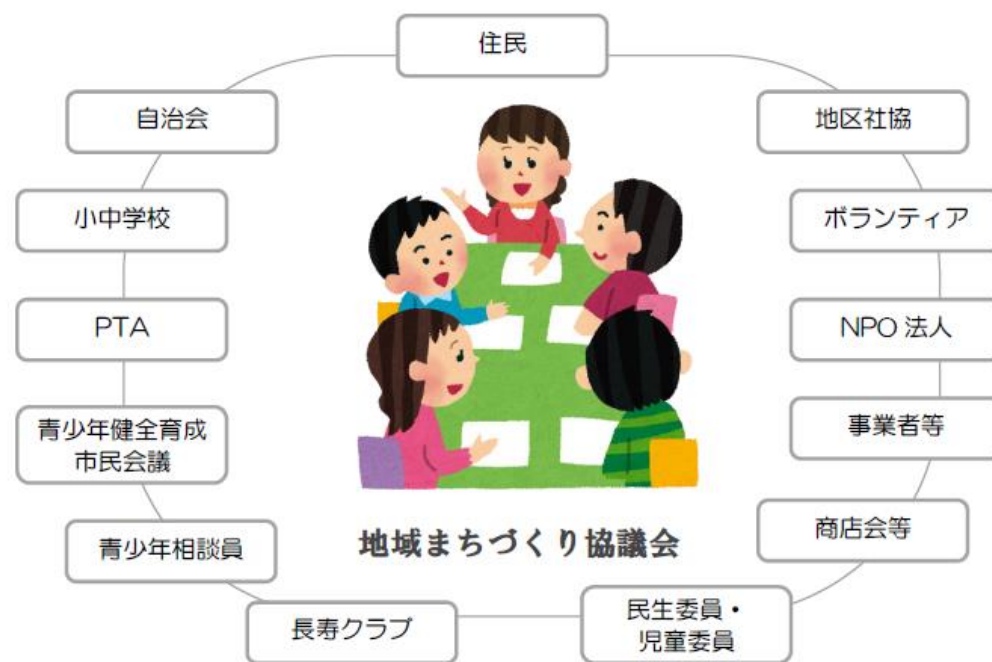 住民
自治会
地区社協
小中学校
ボランティア
PTA
NPO 法人
青少年健全育成
市民会議
事業者等
青少年相談員
商店会等
地域まちづくり協議会
長寿クラブ
民生委員・
児童委員